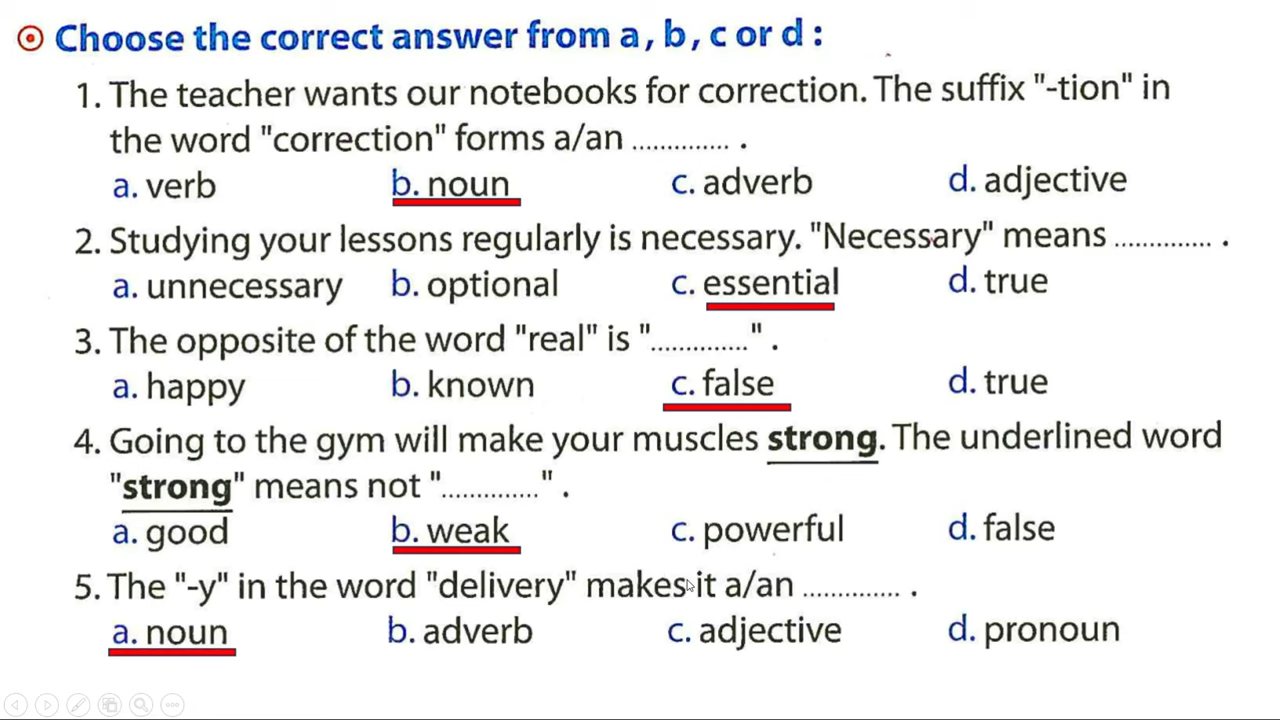 Choose the correct answer from a, b, c or d :
1. The teacher wants our notebooks for correction. The suffix "-tion" in
the word "correction" forms a/an .............. .
a. verb b. noun c. adverb d. adjective
2. Studying your lessons regularly is necessary. "Necessary" means .............. .
a. unnecessary b. optional c. essential d. true
3. The opposite of the word "real" is "..............".
a. happy b. known c. false d. true
4. Going to the gym will make your muscles strong. The underlined word
"strong" means not "..............".
a. good b. weak c. powerful d. false
5. The "-y" in the word "delivery" makes it a/an .............. .
a. noun b. adverb c. adjective d. pronoun